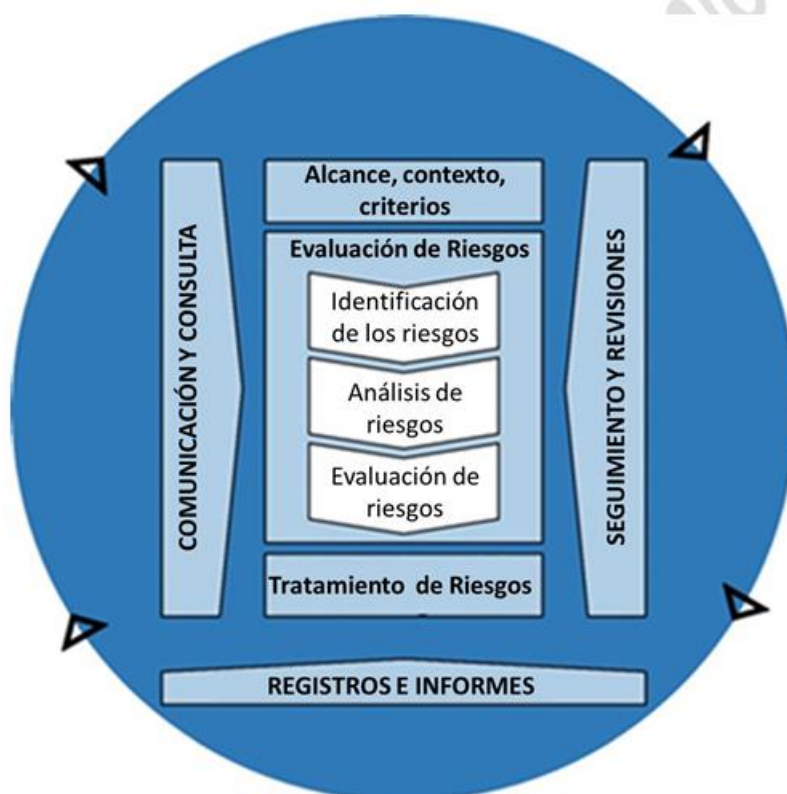 Alcance, contexto,
criterios
Evaluación de Riesgos
Identificación
de los riesgos
Análisis de
riesgos
Evaluación de
riesgos
Tratamiento de Riesgos
COMUNICACIÓN Y CONSULTA
SEGUIMIENTO Y REVISIONES
REGISTROS E INFORMES